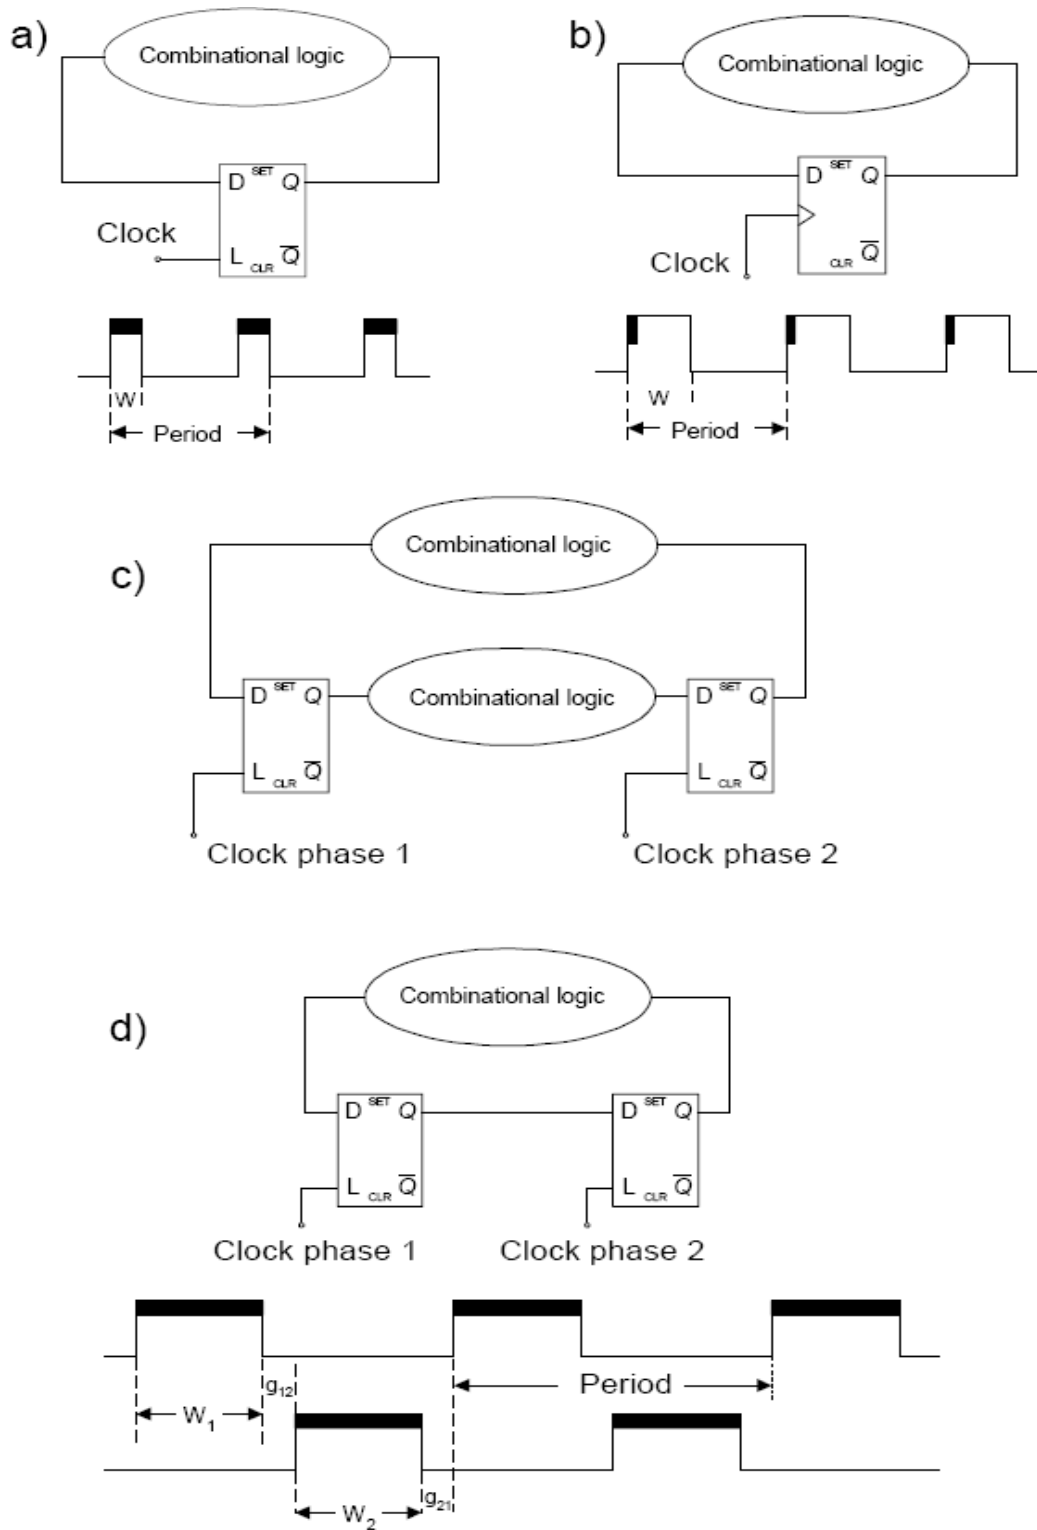 a)
Combinational logic
D SET Q
Clock
L CLR Q̅
W
Period
b)
Combinational logic
D SET Q
CLR Q̅
Clock
W
Period
c)
Combinational logic
D SET Q
Combinational logic
D SET Q
L CLR Q̅
L CLR Q̅
Clock phase 1
Clock phase 2
d)
Combinational logic
D SET Q
D SET Q
L CLR Q̅
L CLR Q̅
Clock phase 1
Clock phase 2
g₁₂
Period
W₁
g₂₁
W₂